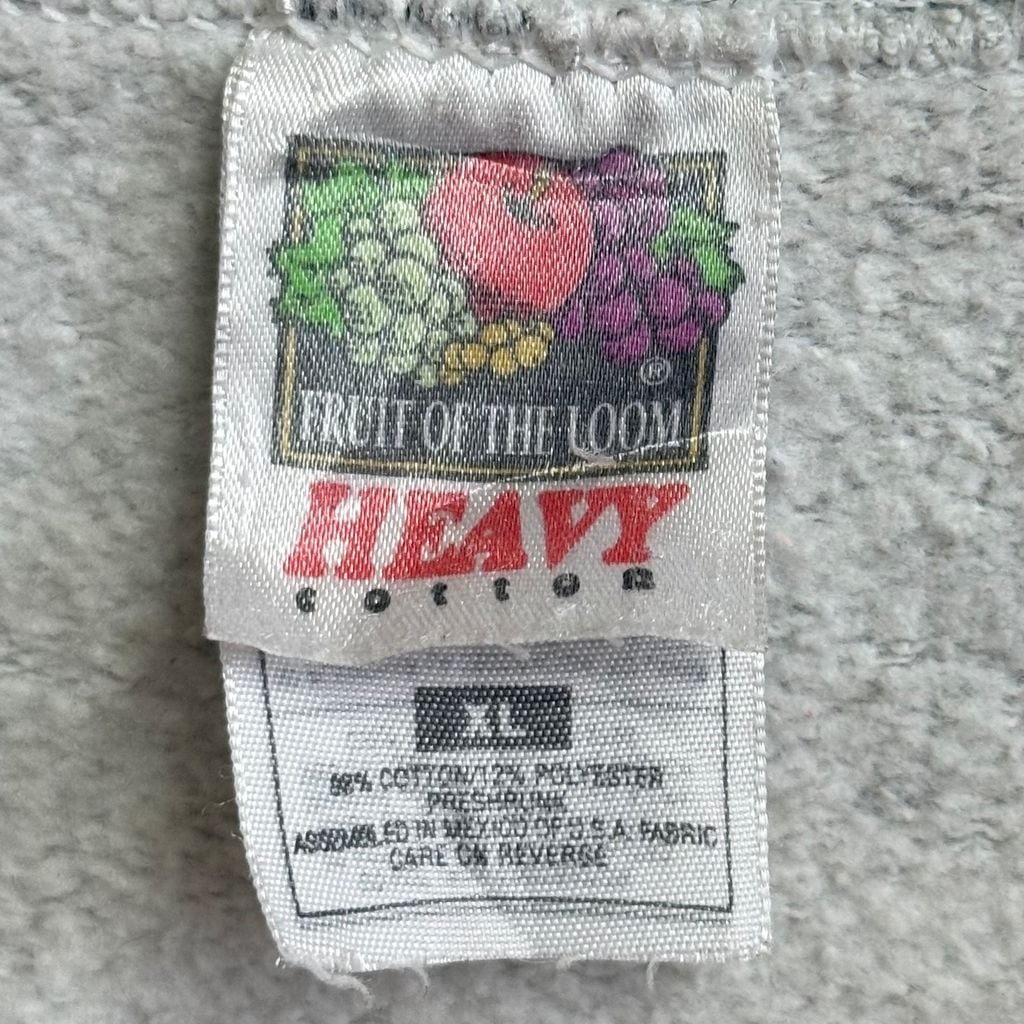 ®
FRUIT OF THE LOOM
HEAVY
cotton
XL
88% COTTON/12% POLYESTER
PRESHRUNK
ASSEMBLED IN MEXICO OF U.S.A. FABRIC
CARE ON REVERSE